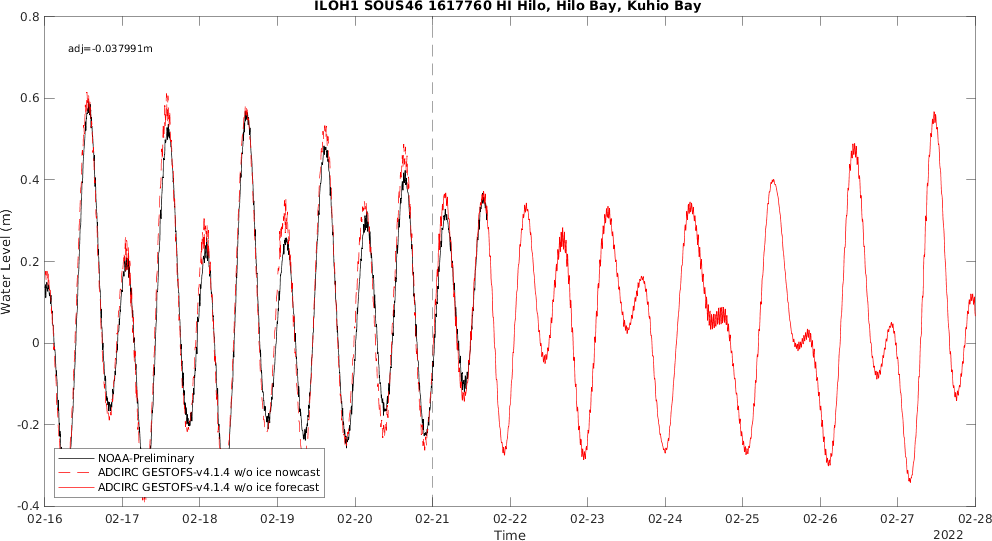 ILOH1 SOUS46 1617760 HI Hilo, Hilo Bay, Kuhio Bay
adj=-0.037991m
0.8
0.6
0.4
0.2
0
-0.2
-0.4
Water Level (m)
NOAA-Preliminary
ADCIRC GESTOFS-v4.1.4 w/o ice nowcast
ADCIRC GESTOFS-v4.1.4 w/o ice forecast
02-16 02-17 02-18 02-19 02-20 02-21 02-22 02-23 02-24 02-25 02-26 02-27 02-28
Time
2022